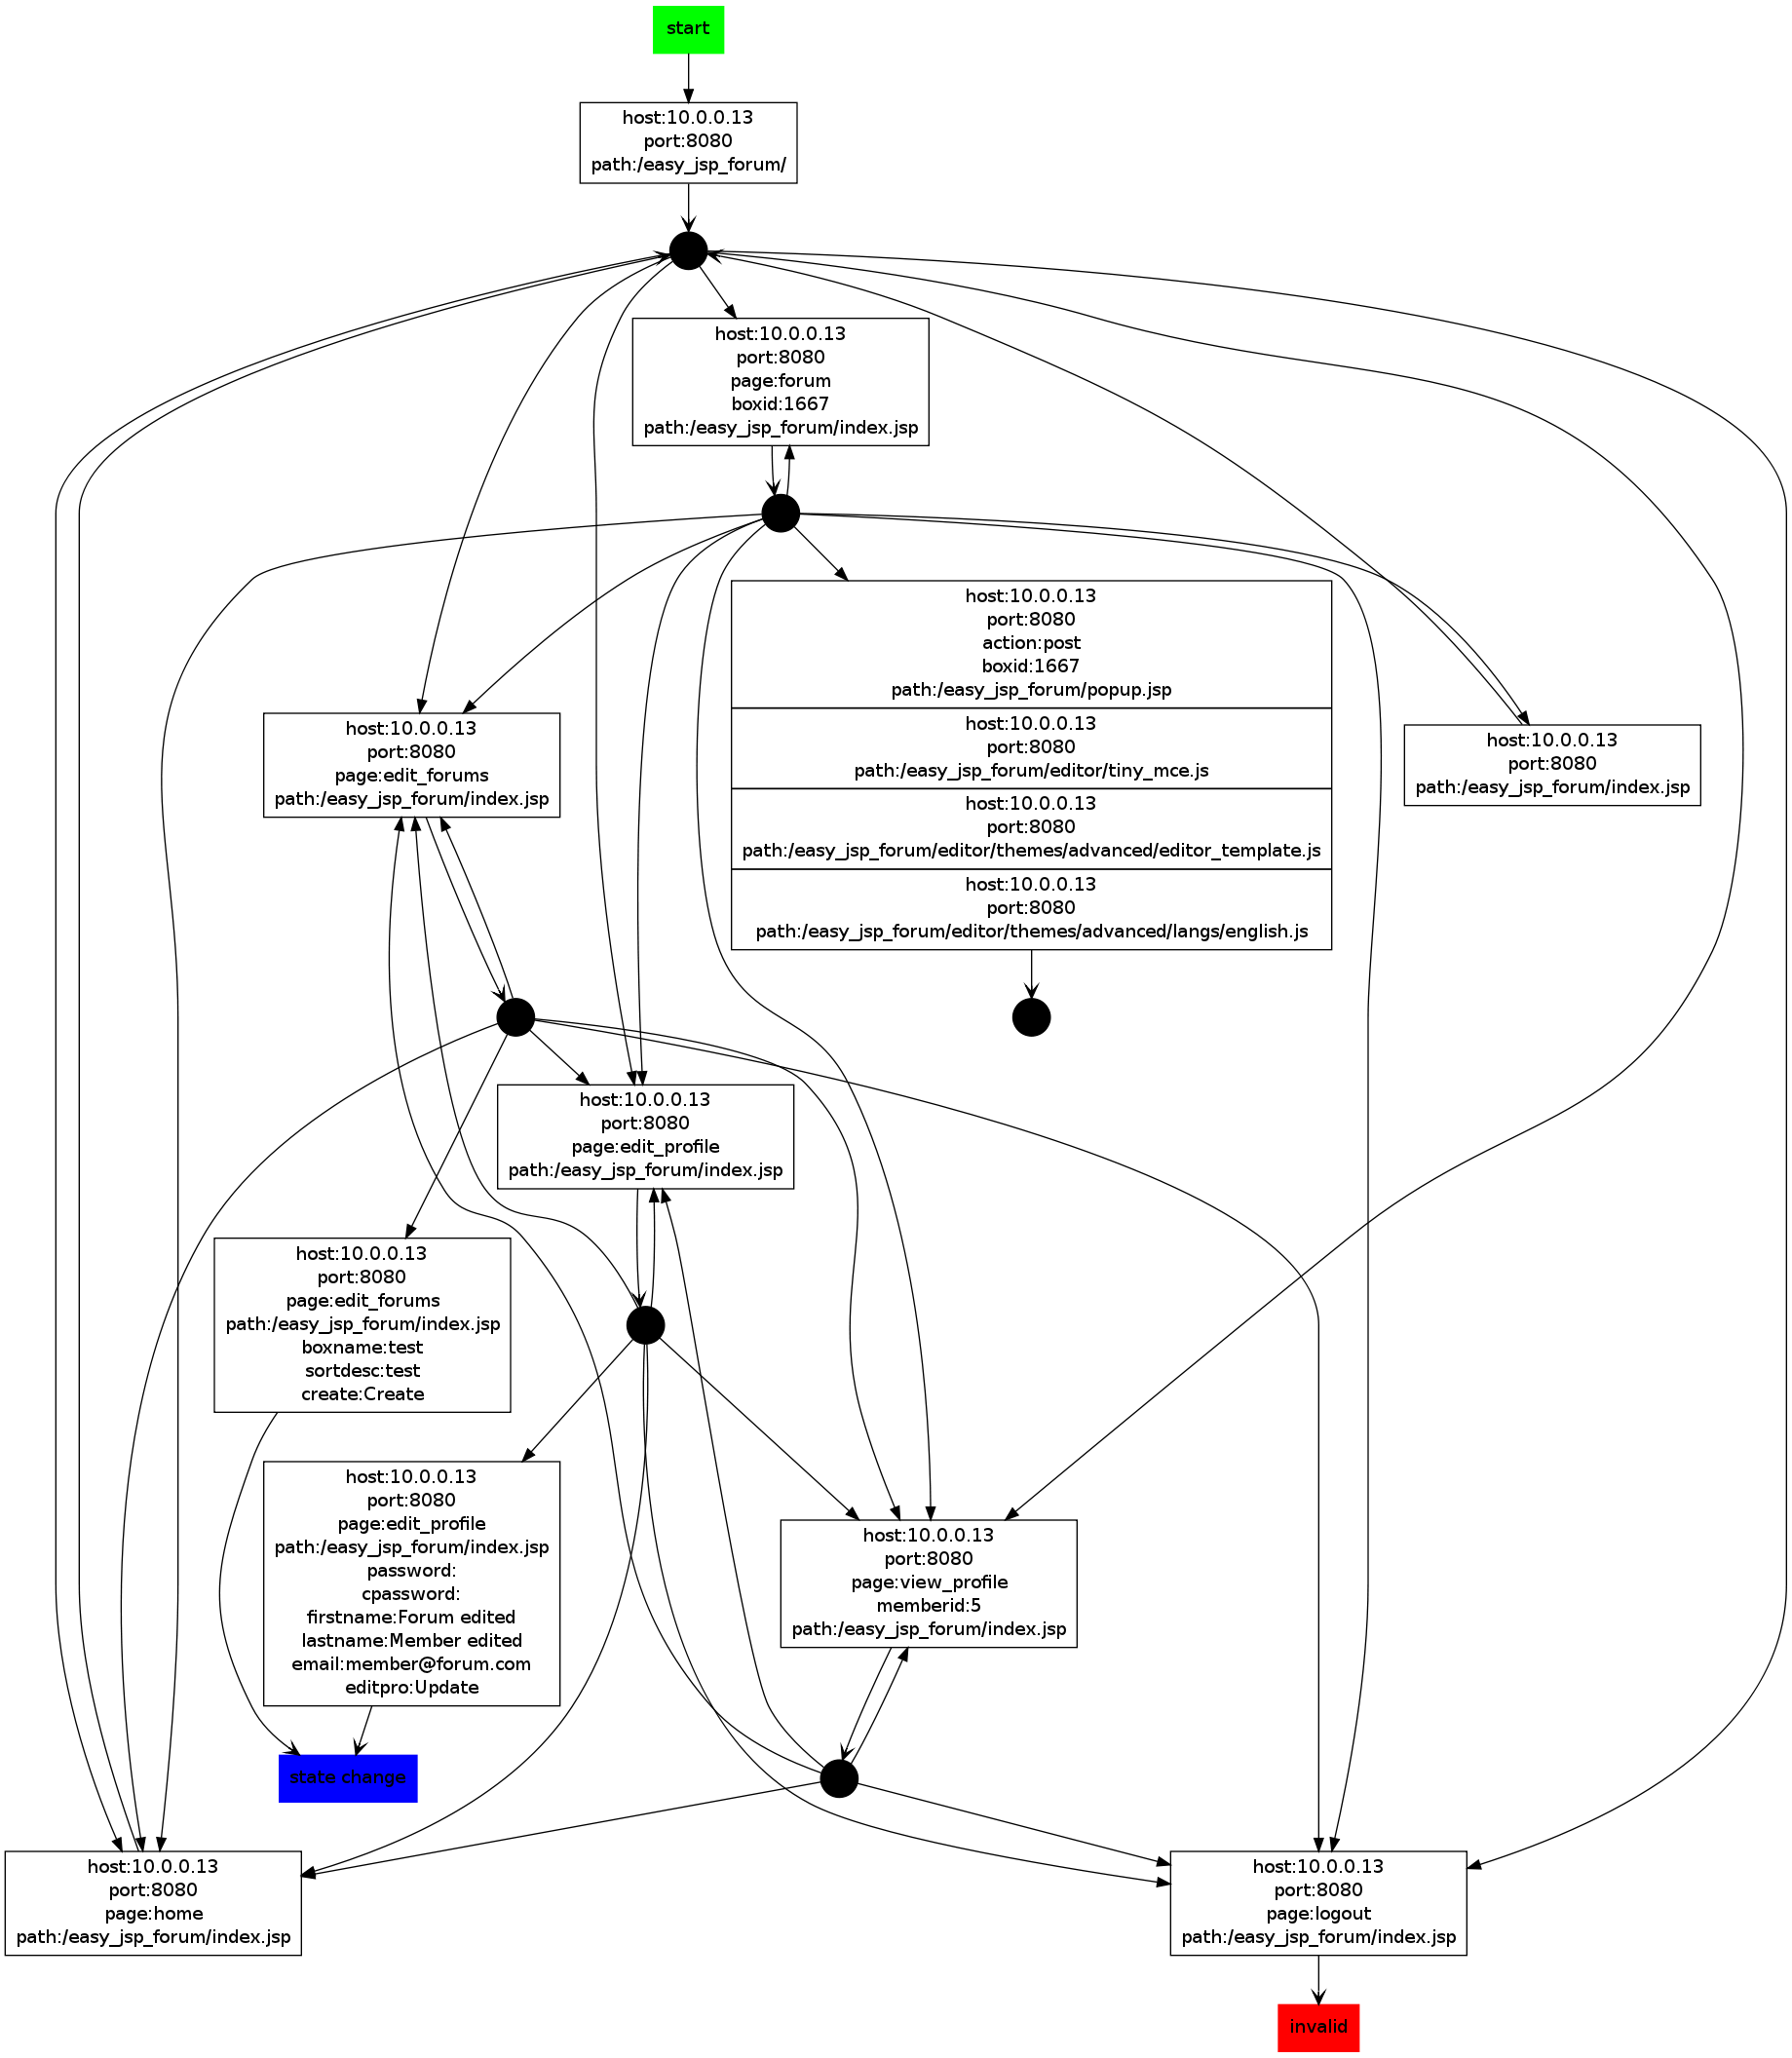 start
host:10.0.0.13
port:8080
path:/easy_jsp_forum/
host:10.0.0.13
port:8080
page:forum
boxid:1667
path:/easy_jsp_forum/index.jsp
host:10.0.0.13
port:8080
action:post
boxid:1667
path:/easy_jsp_forum/popup.jsp
host:10.0.0.13
port:8080
path:/easy_jsp_forum/editor/tiny_mce.js
host:10.0.0.13
port:8080
path:/easy_jsp_forum/editor/themes/advanced/editor_template.js
host:10.0.0.13
port:8080
path:/easy_jsp_forum/editor/themes/advanced/langs/english.js
host:10.0.0.13
port:8080
page:edit_forums
path:/easy_jsp_forum/index.jsp
host:10.0.0.13
port:8080
path:/easy_jsp_forum/index.jsp
host:10.0.0.13
port:8080
page:edit_profile
path:/easy_jsp_forum/index.jsp
host:10.0.0.13
port:8080
page:edit_forums
path:/easy_jsp_forum/index.jsp
boxname:test
sortdesc:test
create:Create
host:10.0.0.13
port:8080
page:edit_profile
path:/easy_jsp_forum/index.jsp
password:
cpassword:
firstname:Forum edited
lastname:Member edited
email:member@forum.com
editpro:Update
host:10.0.0.13
port:8080
page:view_profile
memberid:5
path:/easy_jsp_forum/index.jsp
state change
host:10.0.0.13
port:8080
page:home
path:/easy_jsp_forum/index.jsp
host:10.0.0.13
port:8080
page:logout
path:/easy_jsp_forum/index.jsp
invalid